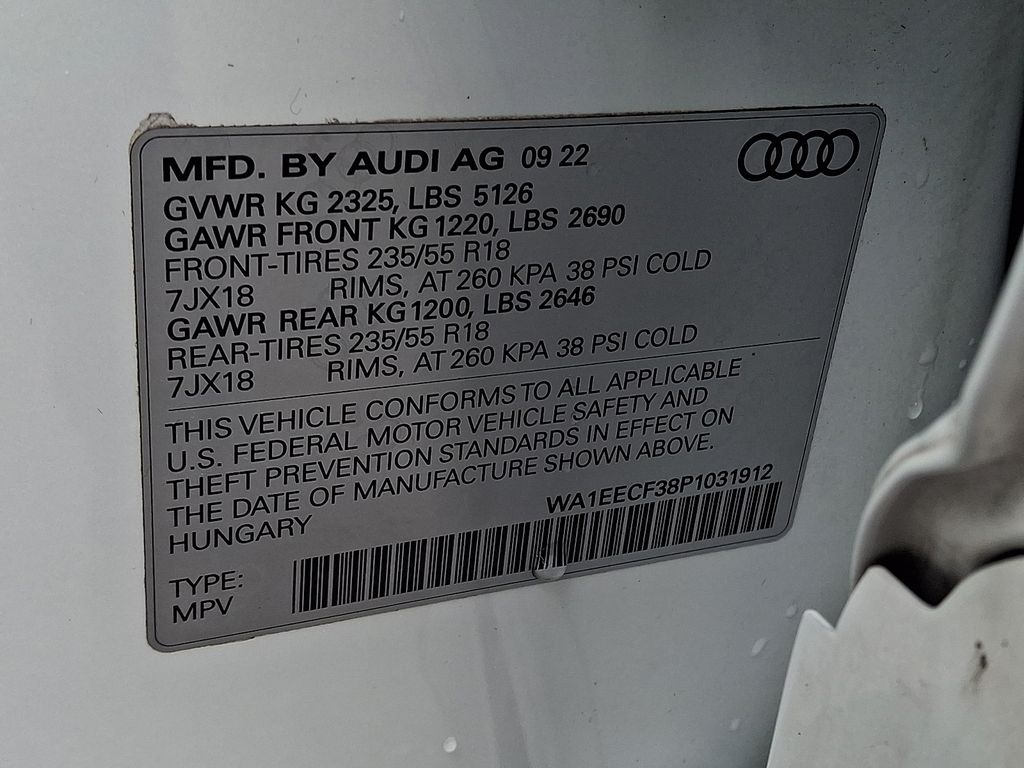 MFD. BY AUDI AG 09 22
GVWR KG 2325, LBS 5126
GAWR FRONT KG 1220, LBS 2690
FRONT-TIRES 235/55 R18
7JX18 RIMS, AT 260 KPA 38 PSI COLD
GAWR REAR KG 1200, LBS 2646
REAR-TIRES 235/55 R18
7JX18 RIMS, AT 260 KPA 38 PSI COLD
THIS VEHICLE CONFORMS TO ALL APPLICABLE
U.S. FEDERAL MOTOR VEHICLE SAFETY AND
THEFT PREVENTION STANDARDS IN EFFECT ON
THE DATE OF MANUFACTURE SHOWN ABOVE.
HUNGARY WA1EECF38P1031912
TYPE:
MPV